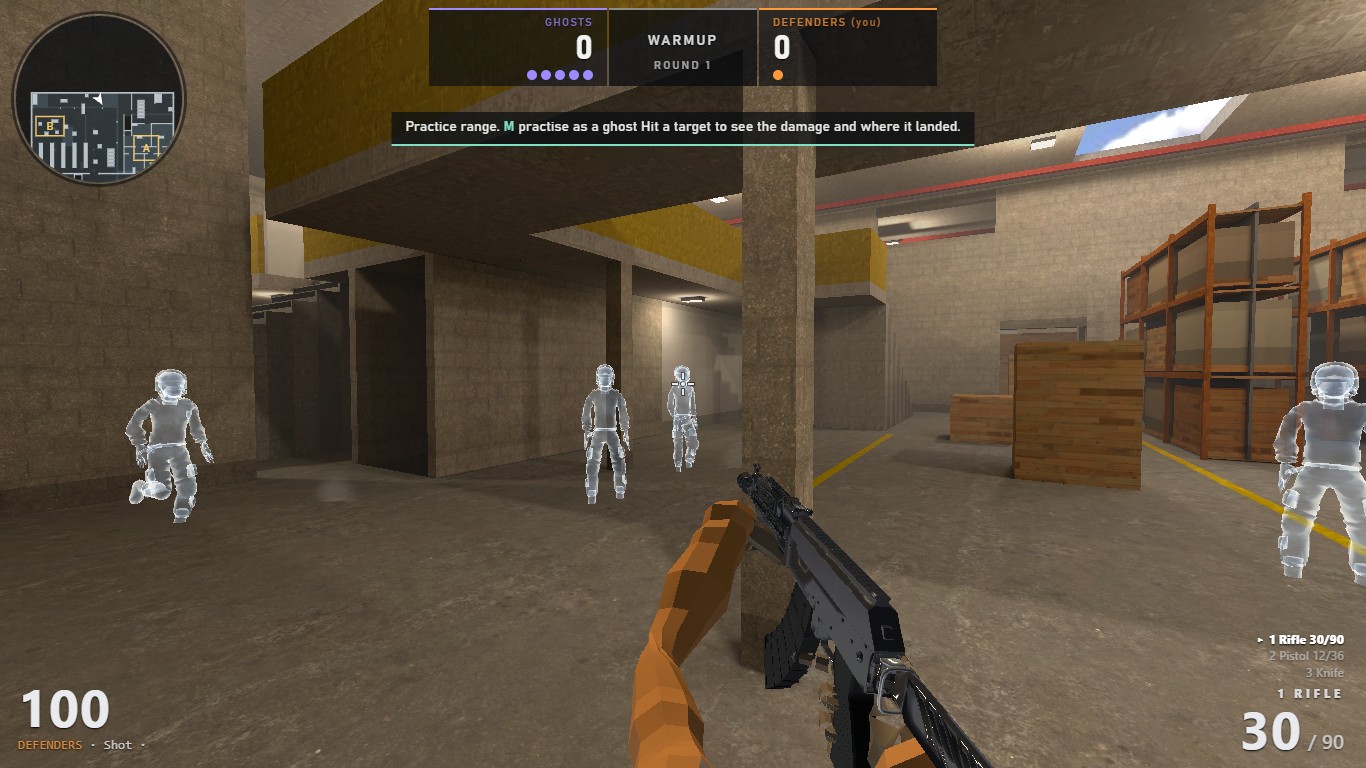 GHOSTS
0
WARMUP
ROUND 1
DEFENDERS (you)
0
Practice range. M practise as a ghost Hit a target to see the damage and where it landed.
B
A
1 Rifle 30/90
2 Pistol 12/36
3 Knife
1 RIFLE
30 / 90
100
DEFENDERS · Shot ·